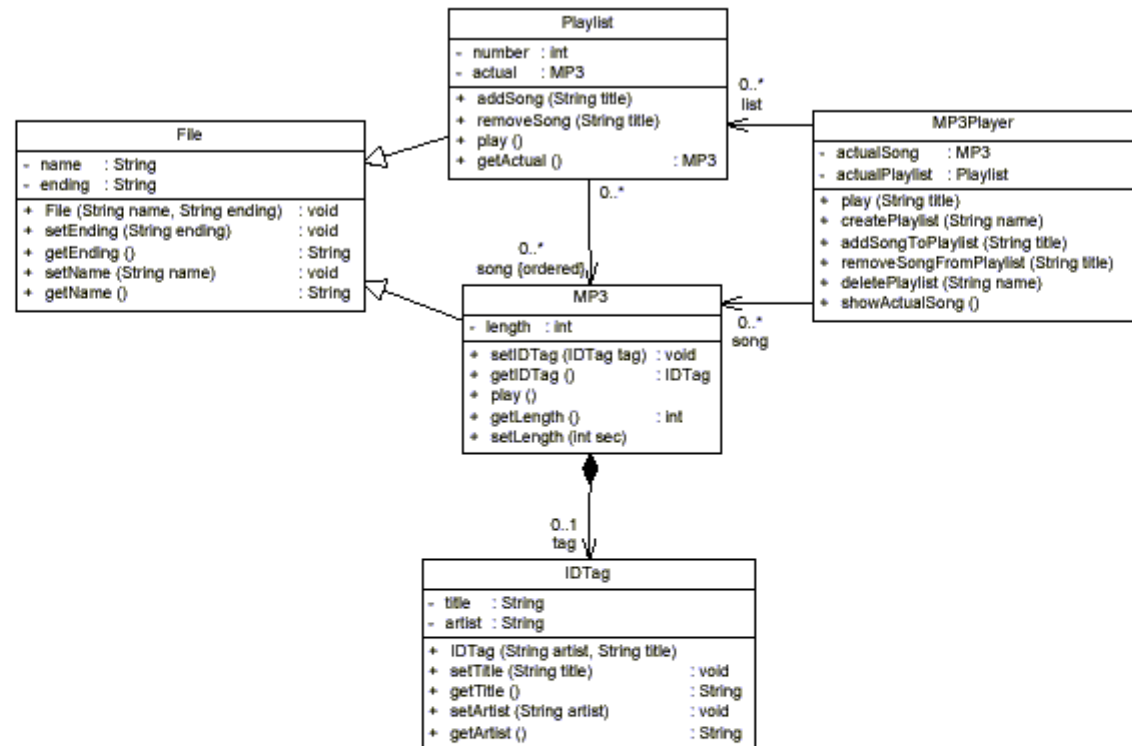 Playlist
- number : int
- actual : MP3
+ addSong (String title)
+ removeSong (String title)
+ play ()
+ getActual () : MP3
0..*
list
MP3Player
- actualSong : MP3
- actualPlaylist : Playlist
+ play (String title)
+ createPlaylist (String name)
+ addSongToPlaylist (String title)
+ removeSongFromPlaylist (String title)
+ deletePlaylist (String name)
+ showActualSong ()
File
- name : String
- ending : String
+ File (String name, String ending) : void
+ setEnding (String ending) : void
+ getEnding () : String
+ setName (String name) : void
+ getName () : String
0..*
0..*
song {ordered}
MP3
- length : int
+ setIDTag (IDTag tag) : void
+ getIDTag () : IDTag
+ play ()
+ getLength () : int
+ setLength (int sec)
0..*
song
0..1
tag
IDTag
- title : String
- artist : String
+ IDTag (String artist, String title)
+ setTitle (String title) : void
+ getTitle () : String
+ setArtist (String artist) : void
+ getArtist () : String